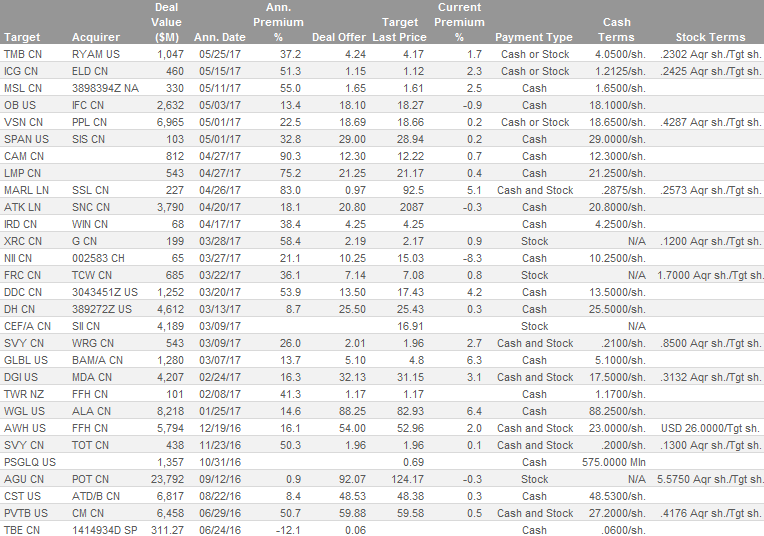 Deal Ann. Target Current Cash
Value Premium Premium
Target Acquirer ($M) Ann. Date % Deal Offer Last Price % Payment Type Terms Stock Terms
TMB CN RYAM US 1,047 05/25/17 37.2 4.24 4.17 1.7 Cash or Stock 4.0500/sh. .2302 Aqr sh./Tgt sh.
ICG CN ELD CN 460 05/15/17 51.3 1.15 1.12 2.3 Cash or Stock 1.2125/sh. .2425 Aqr sh./Tgt sh.
MSL CN 3898394Z NA 330 05/11/17 55.0 1.65 1.61 2.5 Cash 1.6500/sh.
OB US IFC CN 2,632 05/03/17 13.4 18.10 18.27 -0.9 Cash 18.1000/sh.
VSN CN PPL CN 6,965 05/01/17 22.5 18.69 18.66 0.2 Cash or Stock 18.6500/sh. .4287 Aqr sh./Tgt sh.
SPAN US SIS CN 103 05/01/17 32.8 29.00 28.94 0.2 Cash 29.0000/sh.
CAM CN 812 04/27/17 90.3 12.30 12.22 0.7 Cash 12.3000/sh.
LMP CN 543 04/27/17 75.2 21.25 21.17 0.4 Cash 21.2500/sh.
MARL LN SSL CN 227 04/26/17 83.0 0.97 92.5 5.1 Cash and Stock .2875/sh. .2573 Aqr sh./Tgt sh.
ATK LN SNC CN 3,790 04/20/17 18.1 20.80 2087 -0.3 Cash 20.8000/sh.
IRD CN WIN CN 68 04/17/17 38.4 4.25 4.25 Cash 4.2500/sh.
XRC CN G CN 199 03/28/17 58.4 2.19 2.17 0.9 Stock N/A .1200 Aqr sh./Tgt sh.
NII CN 002583 CH 65 03/27/17 21.1 10.25 15.03 -8.3 Cash 10.2500/sh.
FRC CN TCW CN 685 03/22/17 36.1 7.14 7.08 0.8 Stock N/A 1.7000 Aqr sh./Tgt sh.
DDC CN 3043451Z US 1,252 03/20/17 53.9 13.50 17.43 4.2 Cash 13.5000/sh.
DH CN 389272Z US 4,612 03/13/17 8.7 25.50 25.43 0.3 Cash 25.5000/sh.
CEF/A CN SII CN 4,189 03/09/17 16.91 Stock N/A
SVY CN WRG CN 543 03/09/17 26.0 2.01 1.96 2.7 Cash and Stock .2100/sh. .8500 Aqr sh./Tgt sh.
GLBL US BAM/A CN 1,280 03/07/17 13.7 5.10 4.8 6.3 Cash 5.1000/sh.
DGI US MDA CN 4,207 02/24/17 16.3 32.13 31.15 3.1 Cash and Stock 17.5000/sh. .3132 Aqr sh./Tgt sh.
TWR NZ FFH CN 101 02/08/17 41.3 1.17 1.17 Cash 1.1700/sh.
WGL US ALA CN 8,218 01/25/17 14.6 88.25 82.93 6.4 Cash 88.2500/sh.
AWH US FFH CN 5,794 12/19/16 16.1 54.00 52.96 2.0 Cash and Stock 23.0000/sh. USD 26.0000/Tgt sh.
SVY CN TOT CN 438 11/23/16 50.3 1.96 1.96 0.1 Cash and Stock .2000/sh. .1300 Aqr sh./Tgt sh.
PSGLQ US 1,357 10/31/16 0.69 Cash 575.0000 Mln
AGU CN POT CN 23,792 09/12/16 0.9 92.07 124.17 -0.3 Stock N/A 5.5750 Aqr sh./Tgt sh.
CST US ATD/B CN 6,817 08/22/16 8.4 48.53 48.38 0.3 Cash 48.5300/sh.
PVTB US CM CN 6,458 06/29/16 50.7 59.88 59.58 0.5 Cash and Stock 27.2000/sh. .4176 Aqr sh./Tgt sh.
TBE CN 1414934D SP 311.27 06/24/16 -12.1 0.06 Cash .0600/sh.